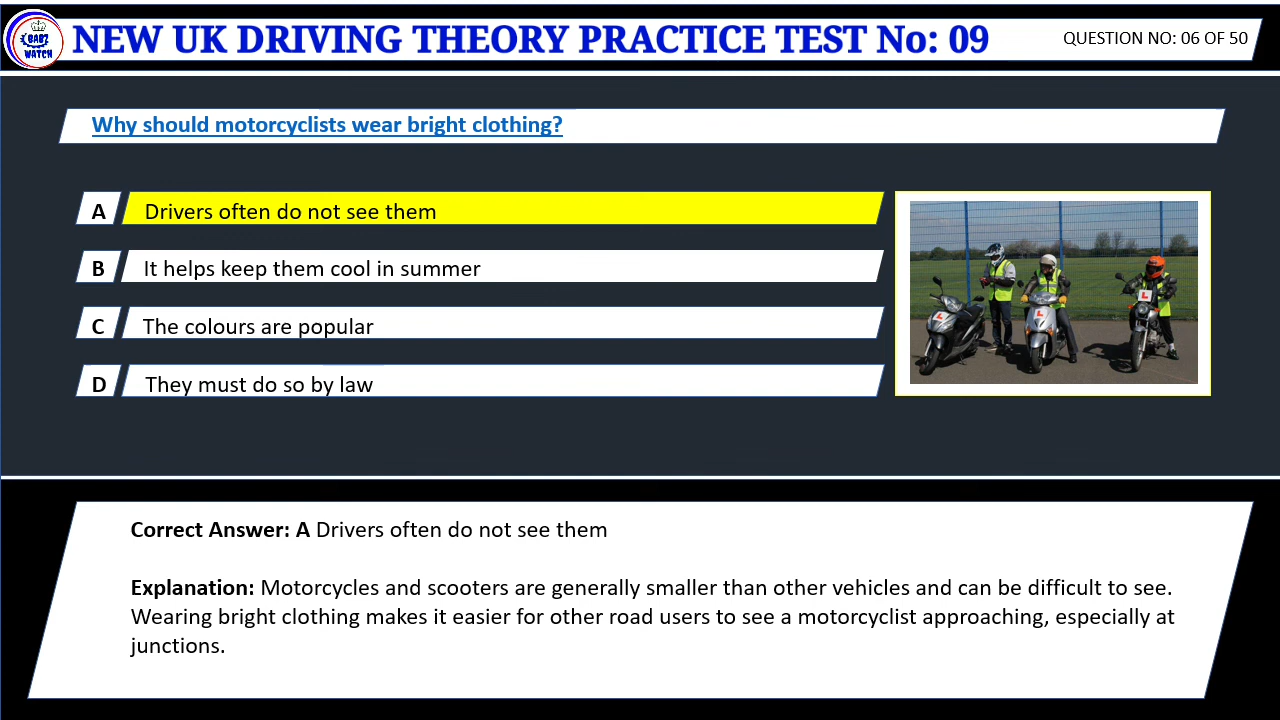 BABZ
WATCH
NEW UK DRIVING THEORY PRACTICE TEST No: 09
QUESTION NO: 06 OF 50
Why should motorcyclists wear bright clothing?
A Drivers often do not see them
B It helps keep them cool in summer
C The colours are popular
D They must do so by law
L
L
L
Correct Answer: A Drivers often do not see them
Explanation: Motorcycles and scooters are generally smaller than other vehicles and can be difficult to see.
Wearing bright clothing makes it easier for other road users to see a motorcyclist approaching, especially at
junctions.